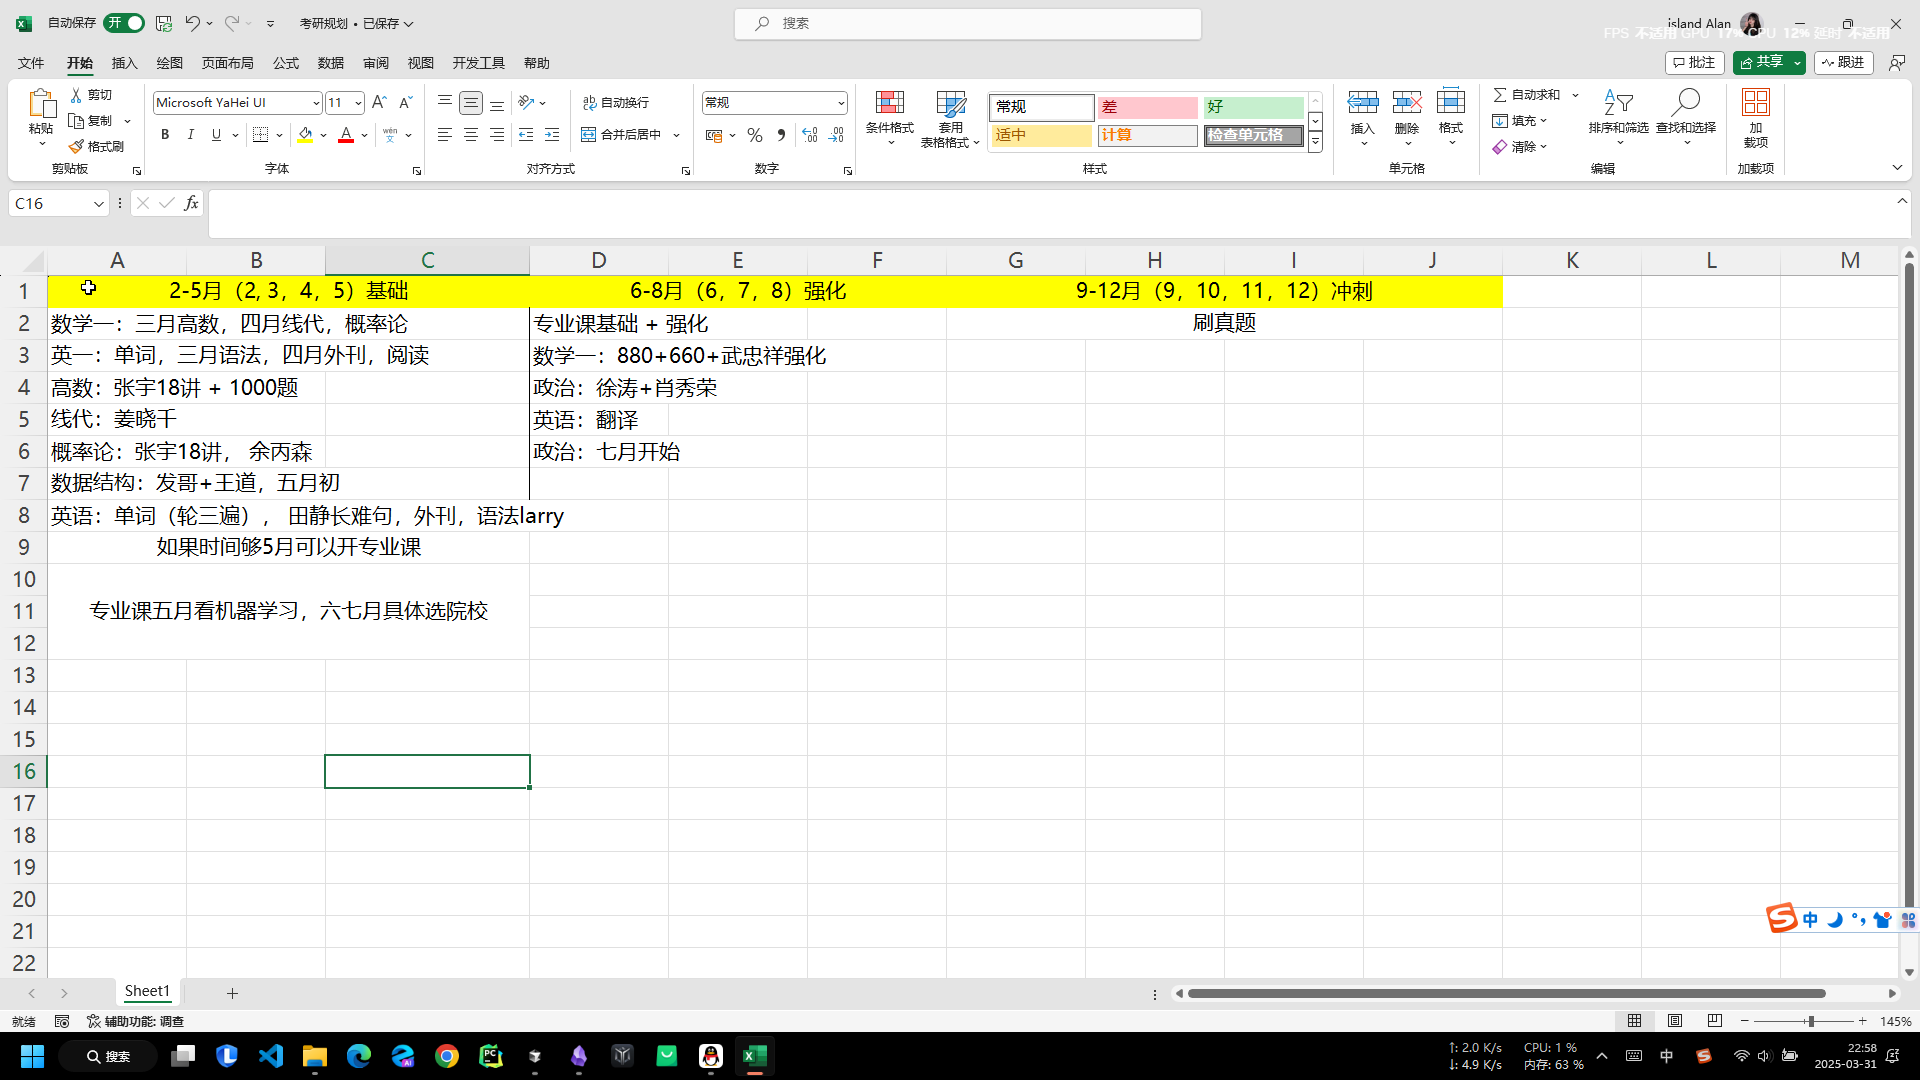 自动保存 开 考研规划 • 已保存 搜索 island Alan
FPS 不适用 GPU 17% CPU 12% 延时 不适用
文件 开始 插入 绘图 页面布局 公式 数据 审阅 视图 开发工具 帮助 批注 共享 跟进
粘贴 剪切 复制 格式刷 剪贴板
Microsoft YaHei UI 11 A A B I U A wén 文 字体
ab 自动换行 合并后居中 对齐方式
常规 % 数字
条件格式 套用 表格格式 常规 差 好 适中 计算 检查单元格 样式
插入 删除 格式 单元格
自动求和 填充 清除 排序和筛选 查找和选择 编辑
加 载项 加载项
C16 fx
A B C D E F G H I J K L M
1 2-5月（2, 3，4，5）基础 6-8月（6，7，8）强化 9-12月（9，10，11，12）冲刺
2 数学一：三月高数，四月线代，概率论 专业课基础 + 强化 刷真题
3 英一：单词，三月语法，四月外刊，阅读 数学一：880+660+武忠祥强化
4 高数：张宇18讲 + 1000题 政治：徐涛+肖秀荣
5 线代：姜晓千 英语：翻译
6 概率论：张宇18讲， 余丙森 政治：七月开始
7 数据结构：发哥+王道，五月初
8 英语：单词（轮三遍）， 田静长难句，外刊，语法larry
9 如果时间够5月可以开专业课
10
11 专业课五月看机器学习，六七月具体选院校
12
13
14
15
16
17
18
19
20
21
22
中
Sheet1
就绪 辅助功能: 调查 145%
搜索 ↑: 2.0 K/s CPU: 1 % 中 22:58
↓: 4.9 K/s 内存: 63 % 2025-03-31